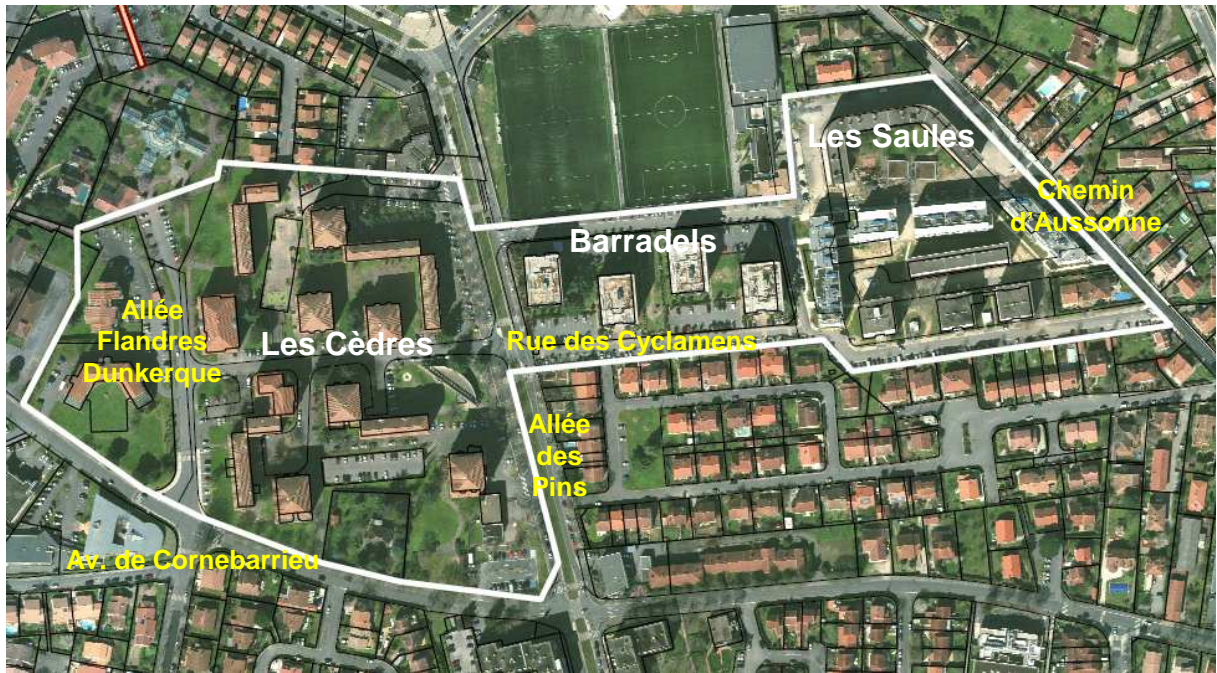 Les Saules
Chemin
d'Aussonne
Barradels
Allée
Flandres
Dunkerque
Les Cèdres
Rue des Cyclamens
Allée
des
Pins
Av. de Cornebarrieu